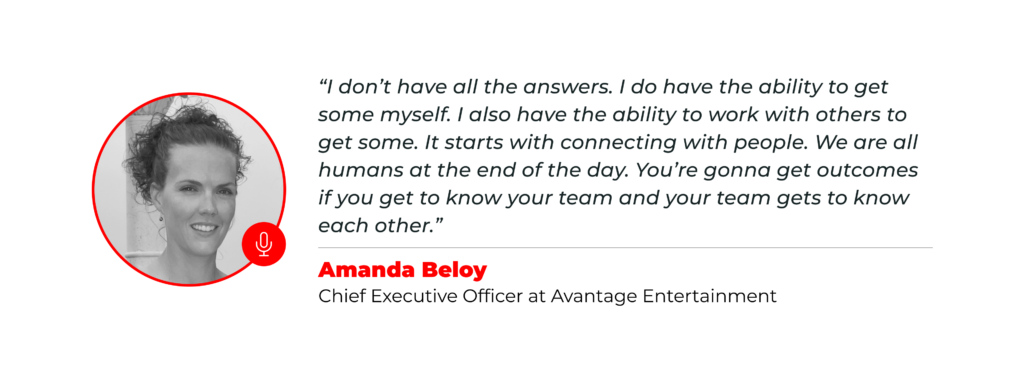 “I don’t have all the answers. I do have the ability to get
some myself. I also have the ability to work with others to
get some. It starts with connecting with people. We are all
humans at the end of the day. You’re gonna get outcomes
if you get to know your team and your team gets to know
each other.”
Amanda Beloy
Chief Executive Officer at Avantage Entertainment